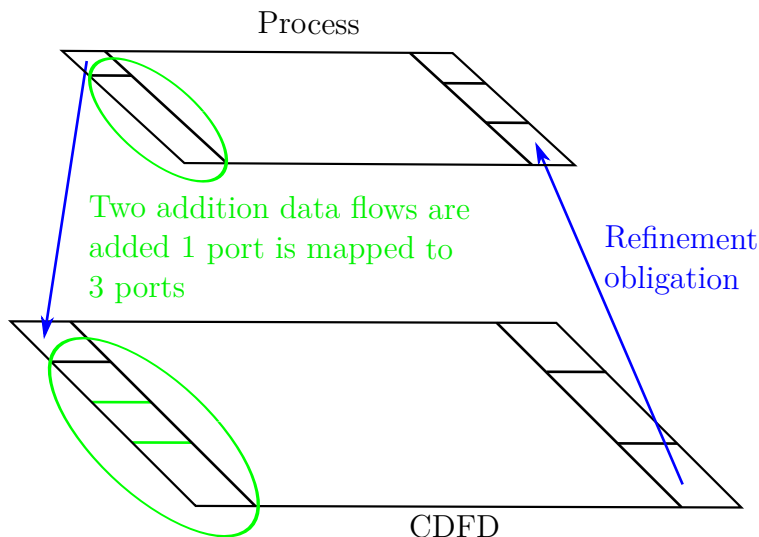 Process
Two addition data flows are
added 1 port is mapped to
3 ports
Refinement
obligation
CDFD